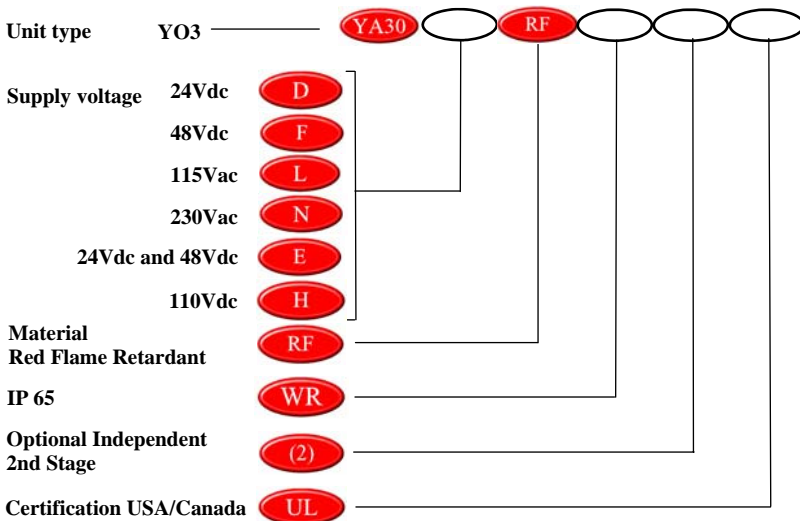 Unit type YO3 YA30 RF
Supply voltage 24Vdc D
48Vdc F
115Vac L
230Vac N
24Vdc and 48Vdc E
110Vdc H
Material
Red Flame Retardant RF
IP 65 WR
Optional Independent
2nd Stage (2)
Certification USA/Canada UL